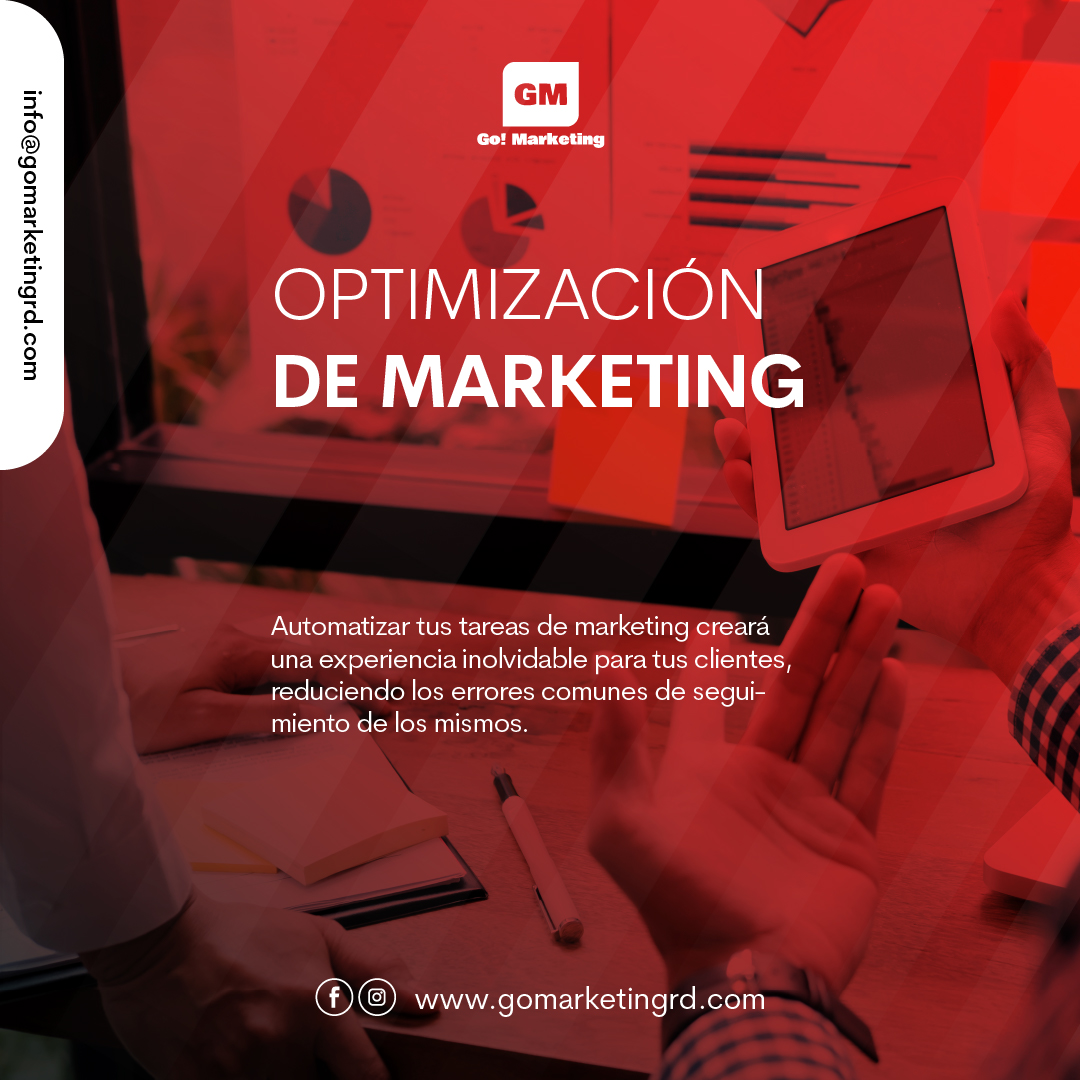 info@gomarketingrd.com
GM
Go! Marketing
OPTIMIZACIÓN
DE MARKETING
Automatizar tus tareas de marketing creará
una experiencia inolvidable para tus clientes,
reduciendo los errores comunes de segui-
miento de los mismos.
www.gomarketingrd.com